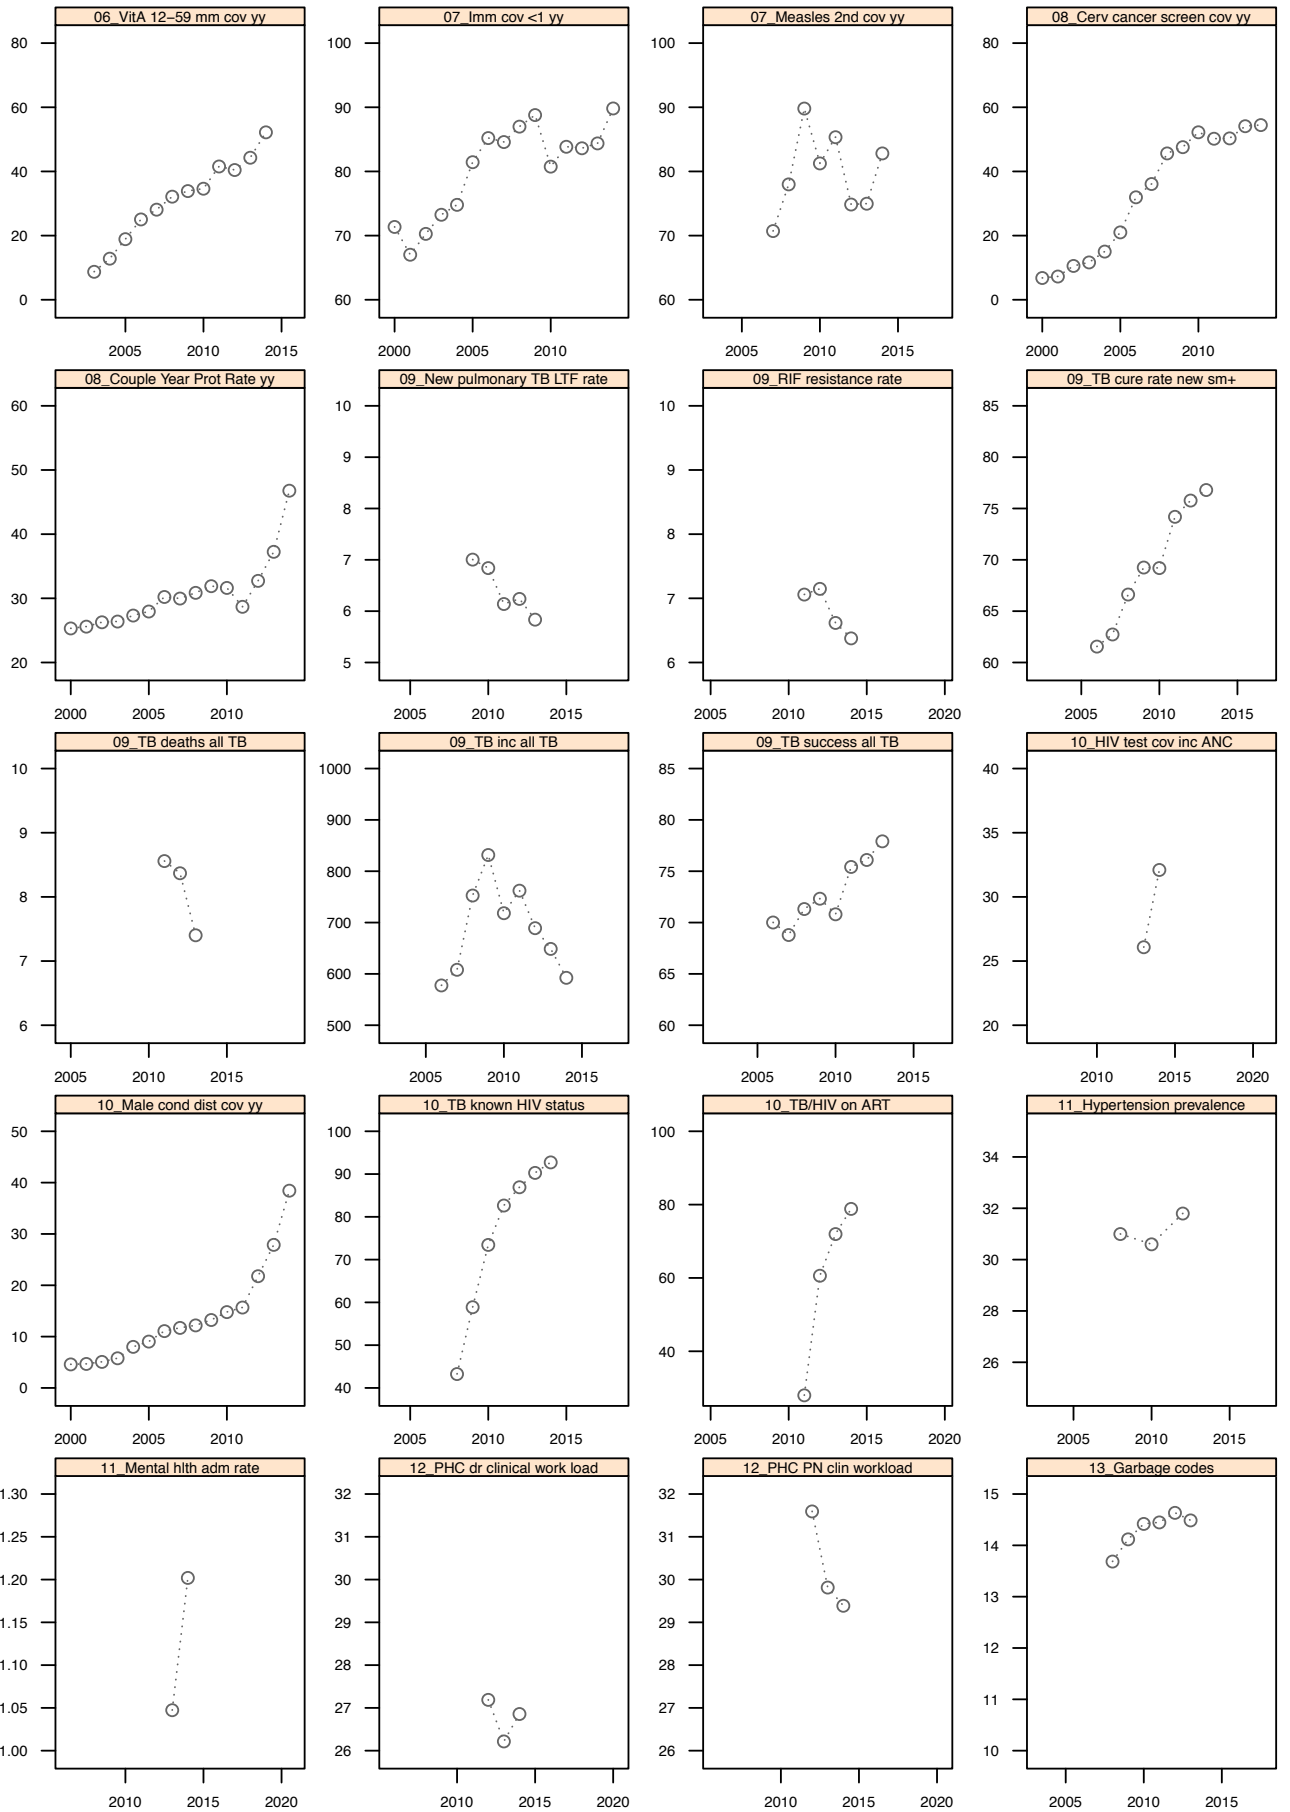 06_VitA 12−59 mm cov yy
80
60
40
20
0
2005 2010 2015
07_Imm cov <1 yy
100
90
80
70
60
2000 2005 2010
07_Measles 2nd cov yy
100
90
80
70
60
2005 2010 2015
08_Cerv cancer screen cov yy
80
60
40
20
0
2000 2005 2010
08_Couple Year Prot Rate yy
60
50
40
30
20
2000 2005 2010
09_New pulmonary TB LTF rate
10
9
8
7
6
5
2005 2010 2015
09_RIF resistance rate
10
9
8
7
6
2005 2010 2015 2020
09_TB cure rate new sm+
85
80
75
70
65
60
2005 2010 2015
09_TB deaths all TB
10
9
8
7
6
2005 2010 2015
09_TB inc all TB
1000
900
800
700
600
500
2005 2010 2015
09_TB success all TB
85
80
75
70
65
60
2005 2010 2015
10_HIV test cov inc ANC
40
35
30
25
20
2010 2015 2020
10_Male cond dist cov yy
50
40
30
20
10
0
2000 2005 2010
10_TB known HIV status
100
90
80
70
60
50
40
2005 2010 2015
10_TB/HIV on ART
100
80
60
40
2005 2010 2015 2020
11_Hypertension prevalence
34
32
30
28
26
2005 2010 2015
11_Mental hlth adm rate
1.30
1.25
1.20
1.15
1.10
1.05
1.00
2010 2015 2020
12_PHC dr clinical work load
32
31
30
29
28
27
26
2010 2015 2020
12_PHC PN clin workload
32
31
30
29
28
27
26
2010 2015 2020
13_Garbage codes
15
14
13
12
11
10
2005 2010 2015